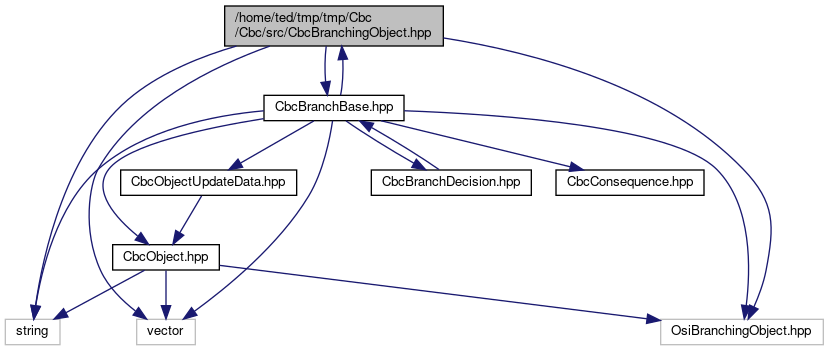 /home/ted/tmp/tmp/Cbc
/Cbc/src/CbcBranchingObject.hpp
CbcBranchBase.hpp
CbcObjectUpdateData.hpp
CbcBranchDecision.hpp
CbcConsequence.hpp
CbcObject.hpp
string
vector
OsiBranchingObject.hpp